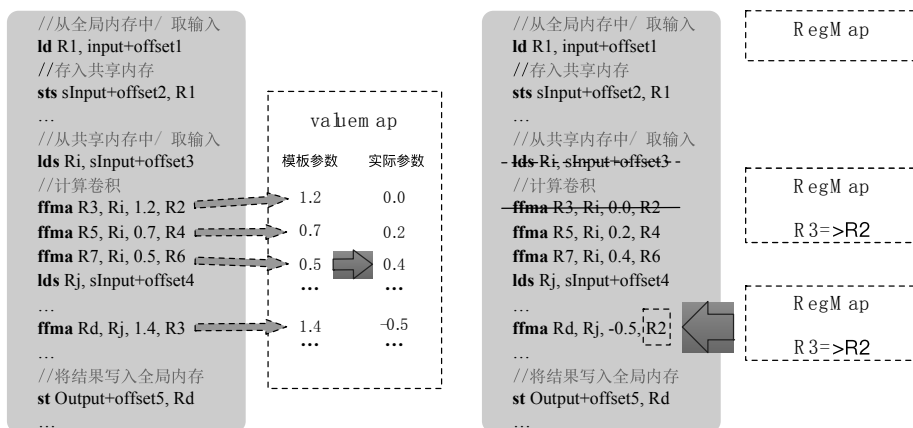 //从全局内存中/ 取输入
ld R1, input+offset1
//存入共享内存
sts sInput+offset2, R1
…
//从共享内存中/ 取输入
lds Ri, sInput+offset3
//计算卷积
ffma R3, Ri, 1.2, R2
ffma R5, Ri, 0.7, R4
ffma R7, Ri, 0.5, R6
lds Rj, sInput+offset4
…
ffma Rd, Rj, 1.4, R3
…
//将结果写入全局内存
st Output+offset5, Rd
…
valuemap
模板参数 实际参数
1.2 0.0
0.7 0.2
0.5 0.4
… …
1.4 -0.5
… …
//从全局内存中/ 取输入
ld R1, input+offset1
//存入共享内存
sts sInput+offset2, R1
…
//从共享内存中/ 取输入
lds Ri, sInput+offset3
//计算卷积
ffma R3, Ri, 0.0, R2
ffma R5, Ri, 0.2, R4
ffma R7, Ri, 0.4, R6
lds Rj, sInput+offset4
…
ffma Rd, Rj, -0.5, R2
…
//将结果写入全局内存
st Output+offset5, Rd
…
RegMap
RegMap
R3=>R2
RegMap
R3=>R2